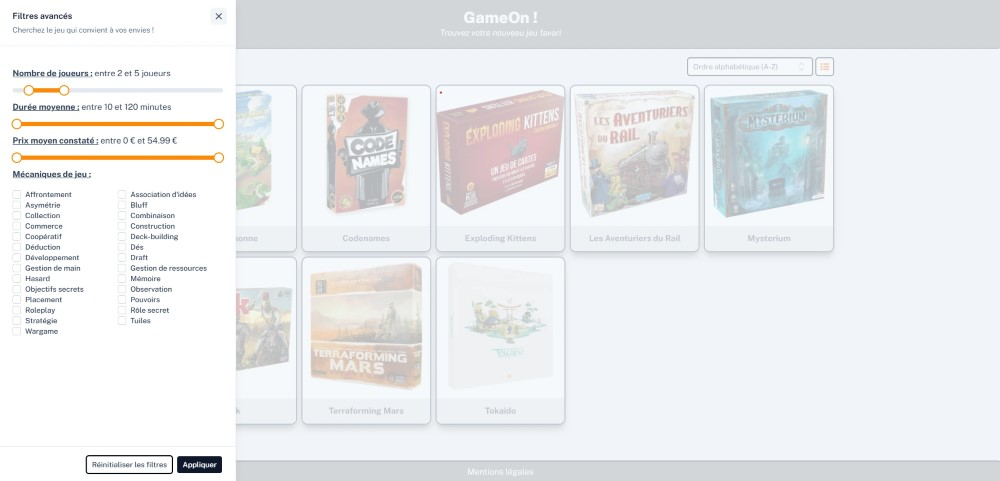 Filtres avancés
Cherchez le jeu qui convient à vos envies !
Nombre de joueurs : entre 2 et 5 joueurs
Durée moyenne : entre 10 et 120 minutes
Prix moyen constaté : entre 0 € et 54.99 €
Mécaniques de jeu :
Affrontement
Association d'idées
Asymétrie
Bluff
Collection
Combinaison
Commerce
Construction
Coopératif
Deck-building
Déduction
Dés
Développement
Draft
Gestion de main
Gestion de ressources
Hasard
Mémoire
Objectifs secrets
Observation
Placement
Pouvoirs
Roleplay
Rôle secret
Stratégie
Tuiles
Wargame
Réinitialiser les filtres
Appliquer
GameOn !
Trouvez votre nouveau jeu favori
Ordre alphabétique (A-Z)
CODE
NAMES
EXPLODING KITTENS
UN JEU DE CARTES
LES AVENTURIERS
DU RAIL
MYSTERIUM
onne
Codenames
Exploding Kittens
Les Aventuriers du Rail
Mysterium
TERRAFORMING
MARS
k
Terraforming Mars
Tokaido
Mentions légales